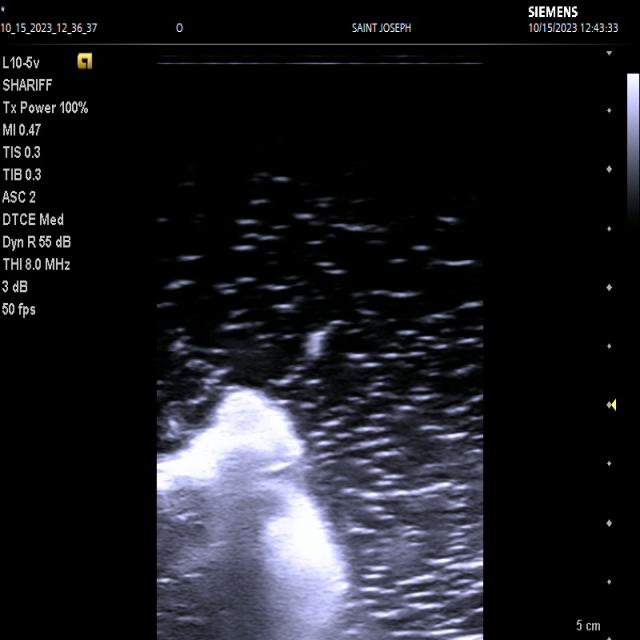 *
SIEMENS
10_15_2023_12_36_37
O
SAINT JOSEPH
10/15/2023 12:43:33
L10-5v
SHARIFF
Tx Power 100%
MI 0.47
TIS 0.3
TIB 0.3
ASC 2
DTCE Med
Dyn R 55 dB
THI 8.0 MHz
3 dB
50 fps
5 cm